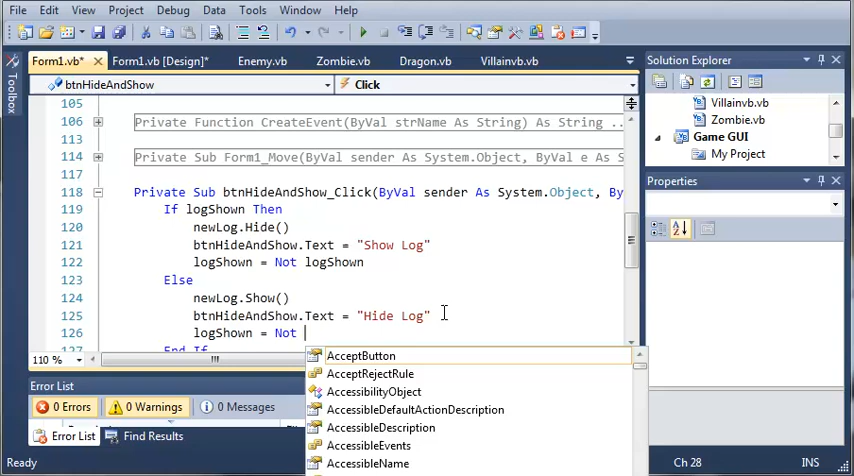 File Edit View Project Debug Data Tools Window Help
Form1.vb* Form1.vb [Design]* Enemy.vb Zombie.vb Dragon.vb Villainvb.vb
btnHideAndShow Click
Toolbox
105
106 Private Function CreateEvent(ByVal strName As String) As String ..
113
114 Private Sub Form1_Move(ByVal sender As System.Object, ByVal e As S
117
118 Private Sub btnHideAndShow_Click(ByVal sender As System.Object, By
119 If logShown Then
120 newLog.Hide()
121 btnHideAndShow.Text = "Show Log"
122 logShown = Not logShown
123 Else
124 newLog.Show()
125 btnHideAndShow.Text = "Hide Log"
126 logShown = Not
127 End If
110 %
AcceptButton
AcceptRejectRule
AccessibilityObject
AccessibleDefaultActionDescription
AccessibleDescription
AccessibleEvents
AccessibleName
Error List
0 Errors 0 Warnings 0 Messages
Error List Find Results
Ready Ch 28 INS
Solution Explorer
Villainvb.vb
Zombie.vb
Game GUI
My Project
Properties